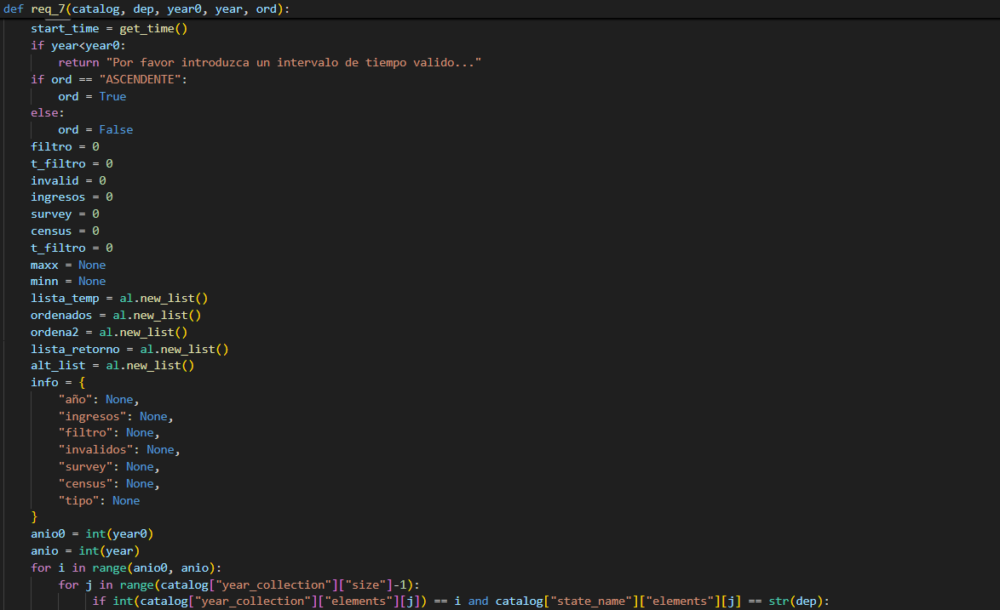 def req_7(catalog, dep, year0, year, ord):
    start_time = get_time()
    if year<year0:
        return "Por favor introduzca un intervalo de tiempo valido..."
    if ord == "ASCENDENTE":
        ord = True
    else:
        ord = False
    filtro = 0
    t_filtro = 0
    invalid = 0
    ingresos = 0
    survey = 0
    census = 0
    t_filtro = 0
    maxx = None
    minn = None
    lista_temp = al.new_list()
    ordenados = al.new_list()
    ordena2 = al.new_list()
    lista_retorno = al.new_list()
    alt_list = al.new_list()
    info = {
        "año": None,
        "ingresos": None,
        "filtro": None,
        "invalidos": None,
        "survey": None,
        "census": None,
        "tipo": None
    }
    anio0 = int(year0)
    anio = int(year)
    for i in range(anio0, anio):
        for j in range(catalog["year_collection"]["size"]-1):
            if int(catalog["year_collection"]["elements"][j]) == i and catalog["state_name"]["elements"][j] == str(dep):